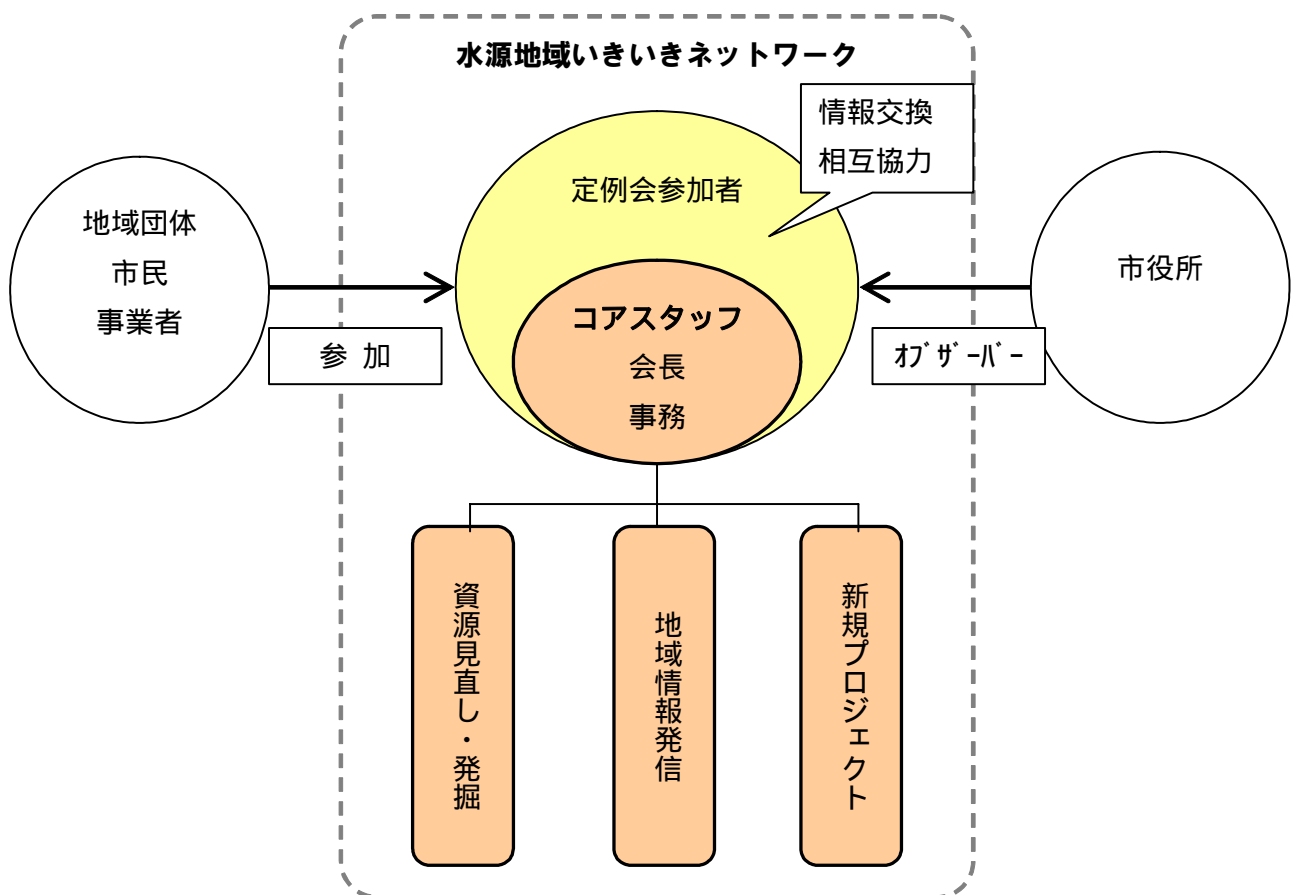 水源地域いきいきネットワーク
情報交換
相互協力
定例会参加者
地域団体
市民
事業者
市役所
コアスタッフ
会長
事務
参 加
ｵﾌﾞｻﾞｰﾊﾞｰ
資源見直し・発掘
地域情報発信
新規プロジェクト